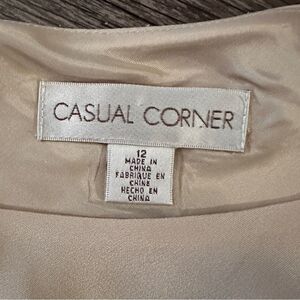 CASUAL CORNER
12
MADE IN
CHINA
FABRIQUE EN
CHINE
HECHO EN
CHINA